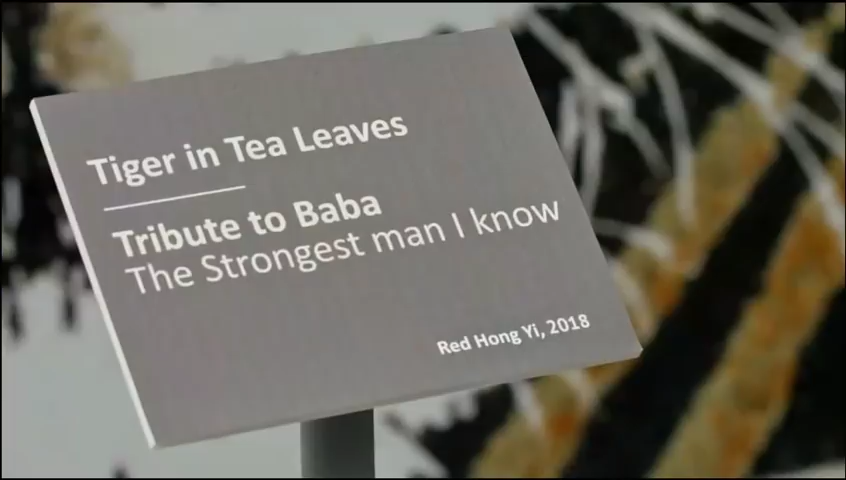 Tiger in Tea Leaves
Tribute to Baba
The Strongest man I know
Red Hong Yi, 2018